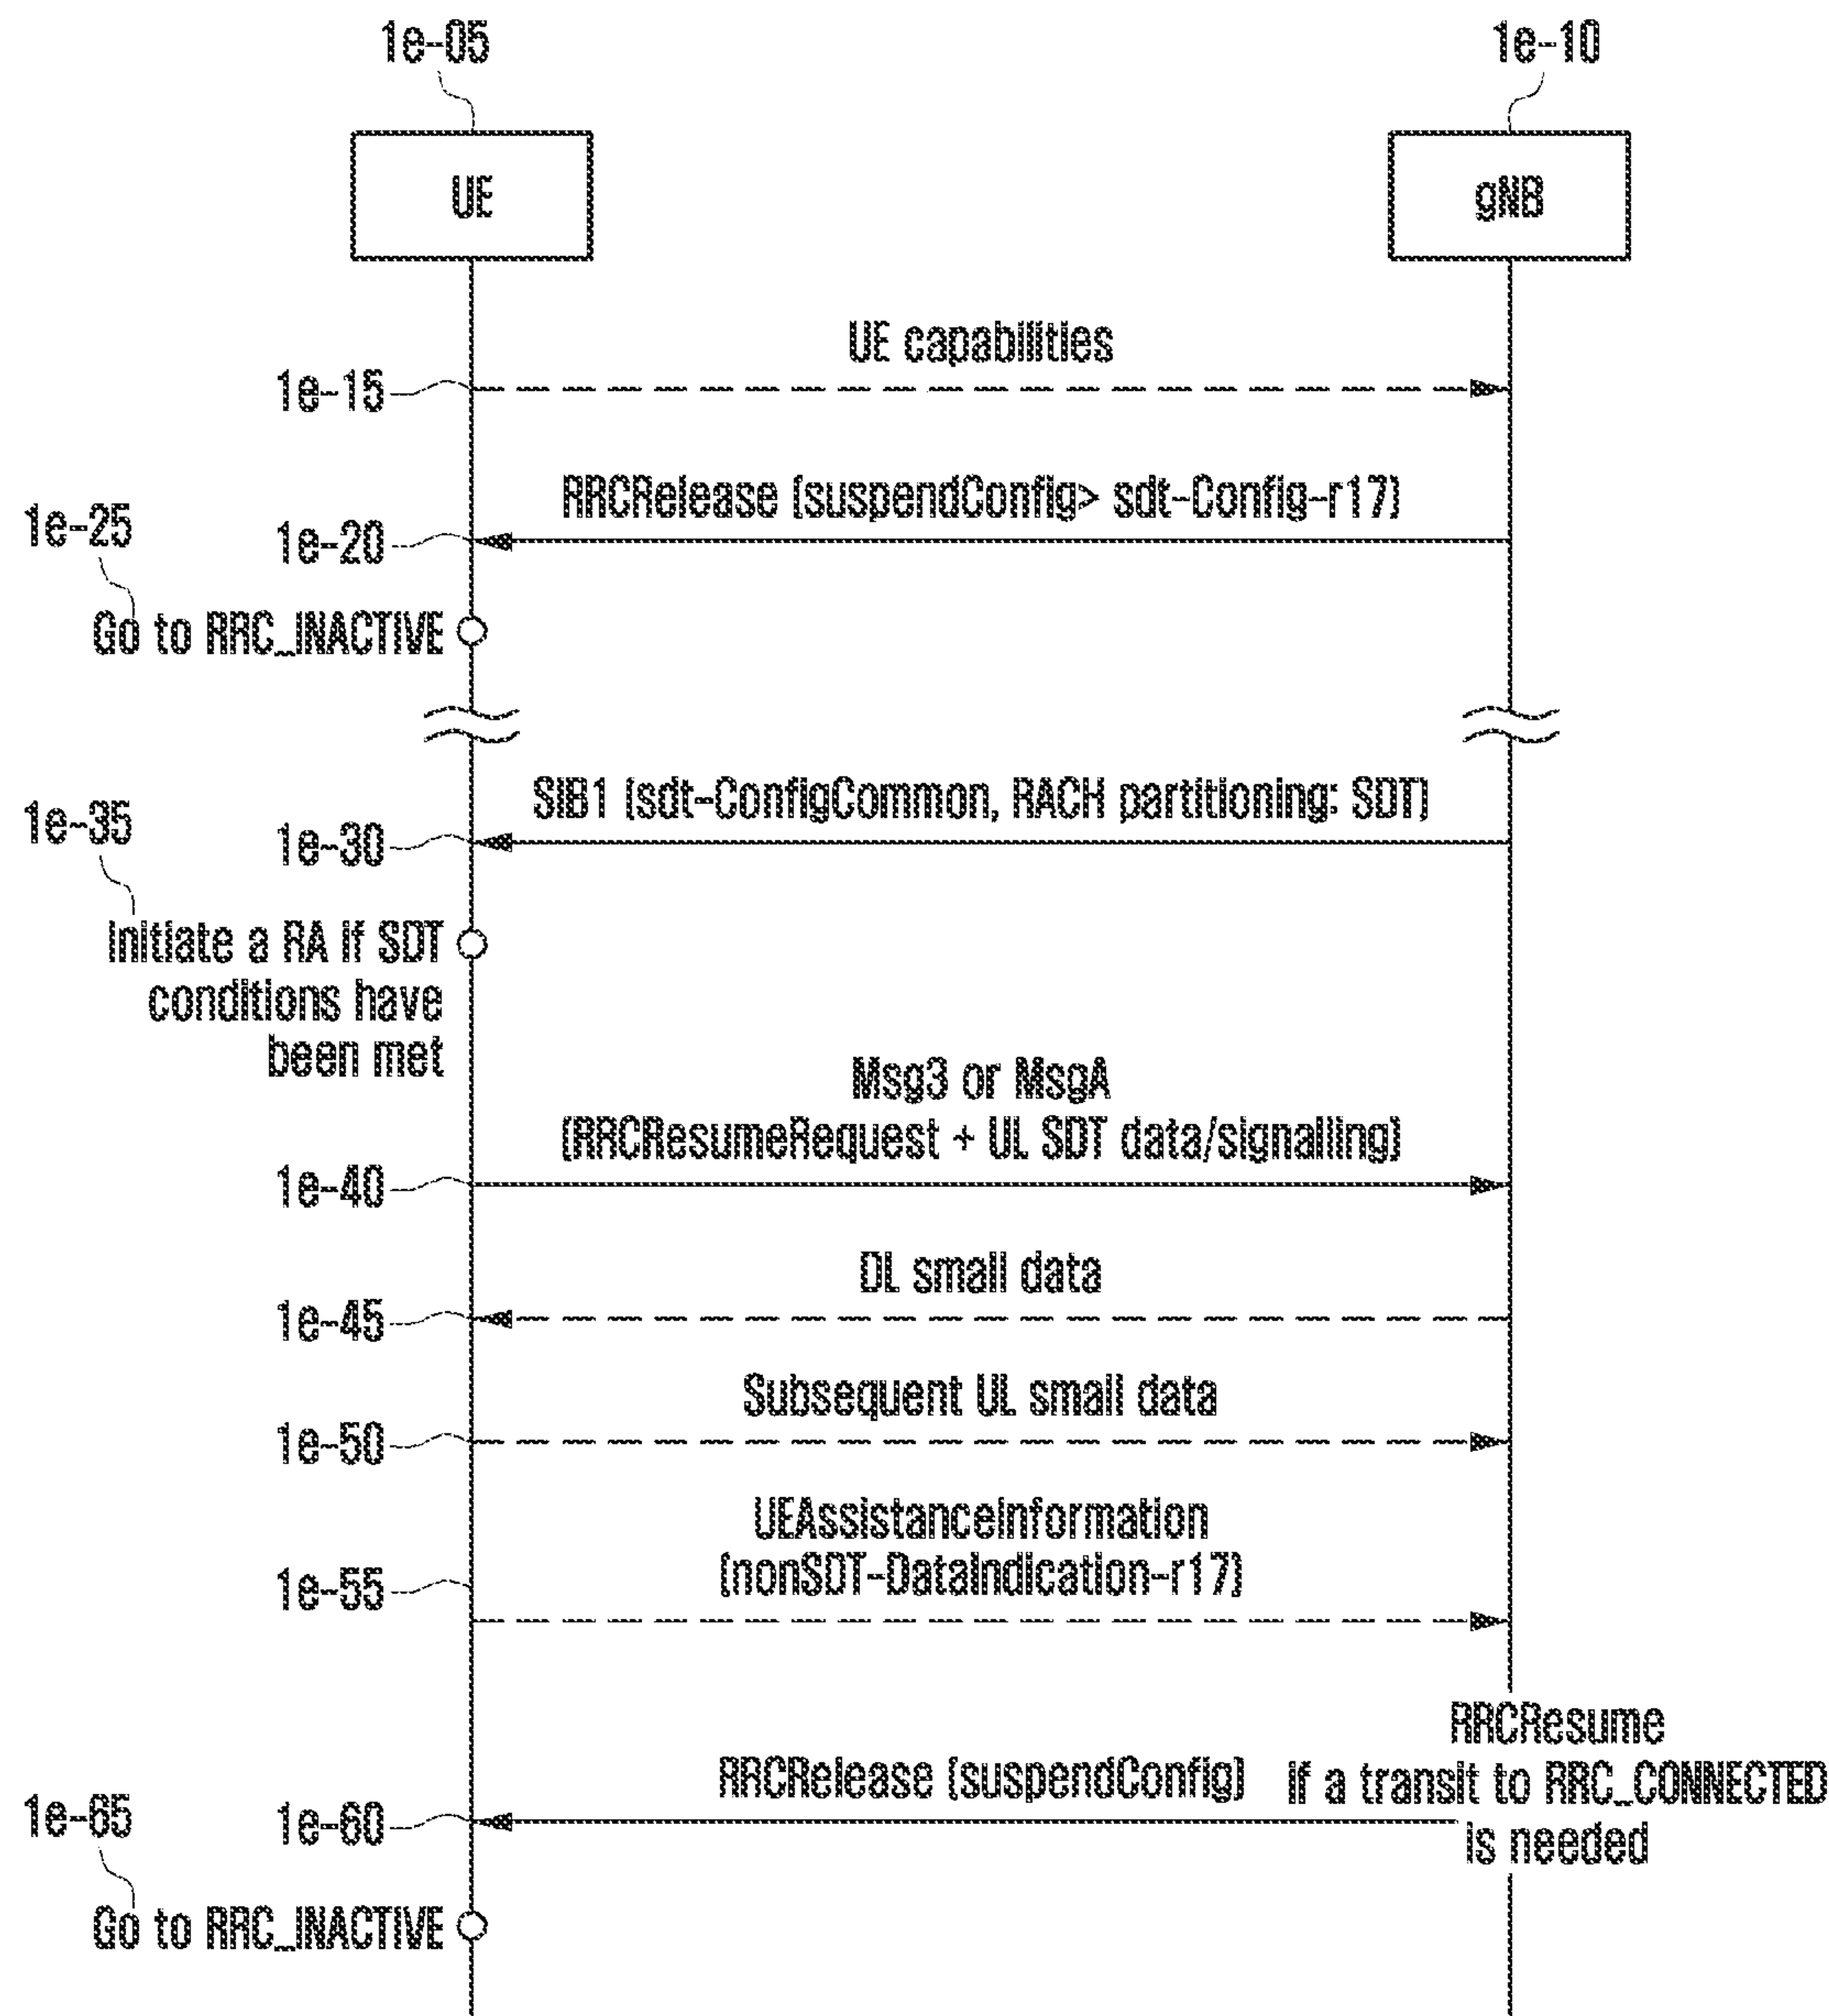 1e-05
1e-10
UE
gNB
UE capabilities
1e-15
RRCRelease (suspendConfig> sdt-Config-r17)
1e-25
1e-20
Go to RRC_INACTIVE
SIB1 (sdt-ConfigCommon, RACH partitioning: SDT)
1e-35
1e-30
Initiate a RA if SDT
conditions have
been met
Msg3 or MsgA
(RRCResumeRequest + UL SDT data/signalling)
1e-40
DL small data
1e-45
Subsequent UL small data
1e-50
UEAssistanceInformation
(nonSDT-DataIndication-r17)
1e-55
RRCResume
if a transit to RRC_CONNECTED
is needed
RRCRelease (suspendConfig)
1e-65
1e-60
Go to RRC_INACTIVE